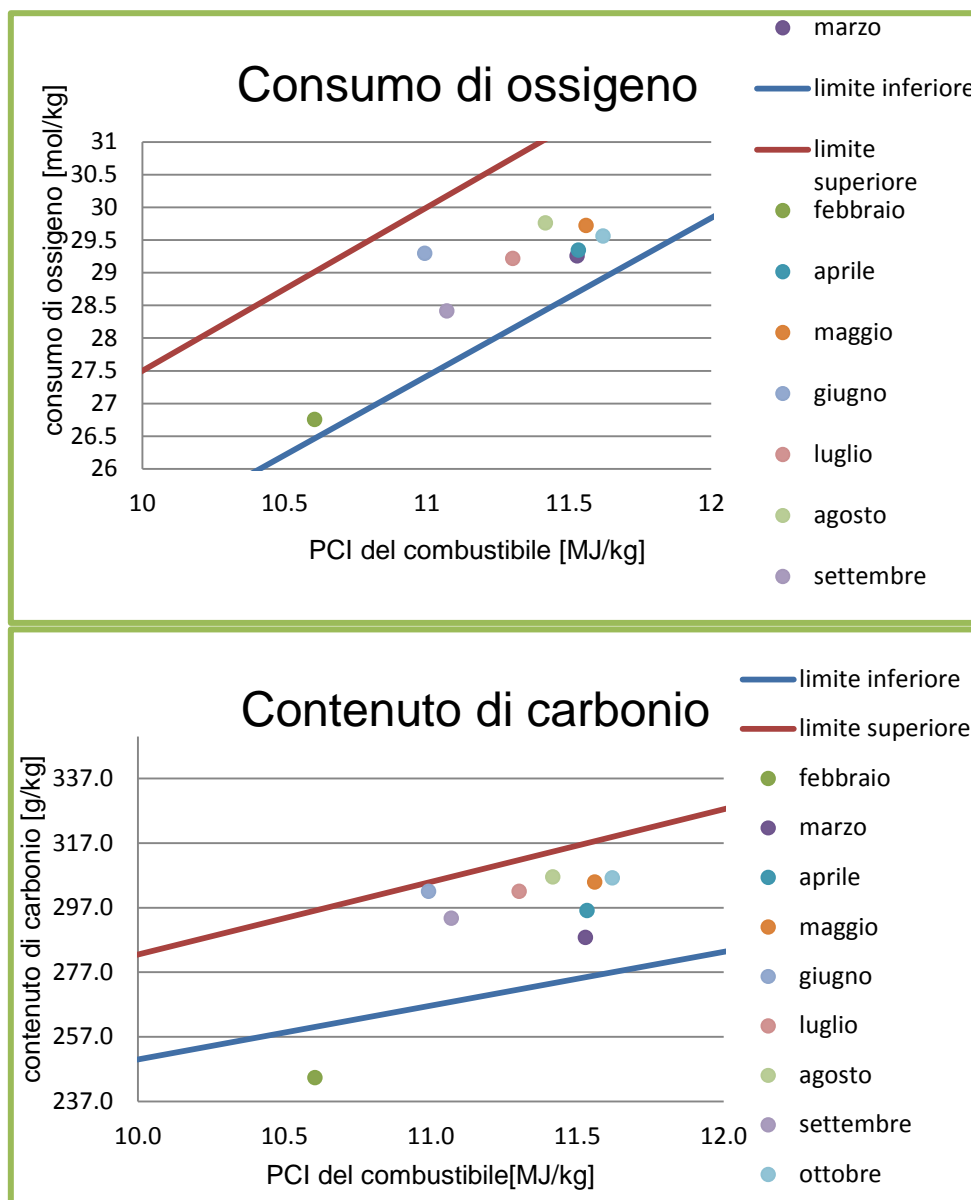 marzo
Consumo di ossigeno
limite inferiore
limite
superiore
febbraio
aprile
maggio
giugno
luglio
agosto
settembre
consumo di ossigeno [mol/kg]
31
30.5
30
29.5
29
28.5
28
27.5
27
26.5
26
10
10.5
11
11.5
12
PCI del combustibile [MJ/kg]
Contenuto di carbonio
limite inferiore
limite superiore
febbraio
marzo
aprile
maggio
giugno
luglio
agosto
settembre
ottobre
contenuto di carbonio [g/kg]
337.0
317.0
297.0
277.0
257.0
237.0
10.0
10.5
11.0
11.5
12.0
PCI del combustibile[MJ/kg]